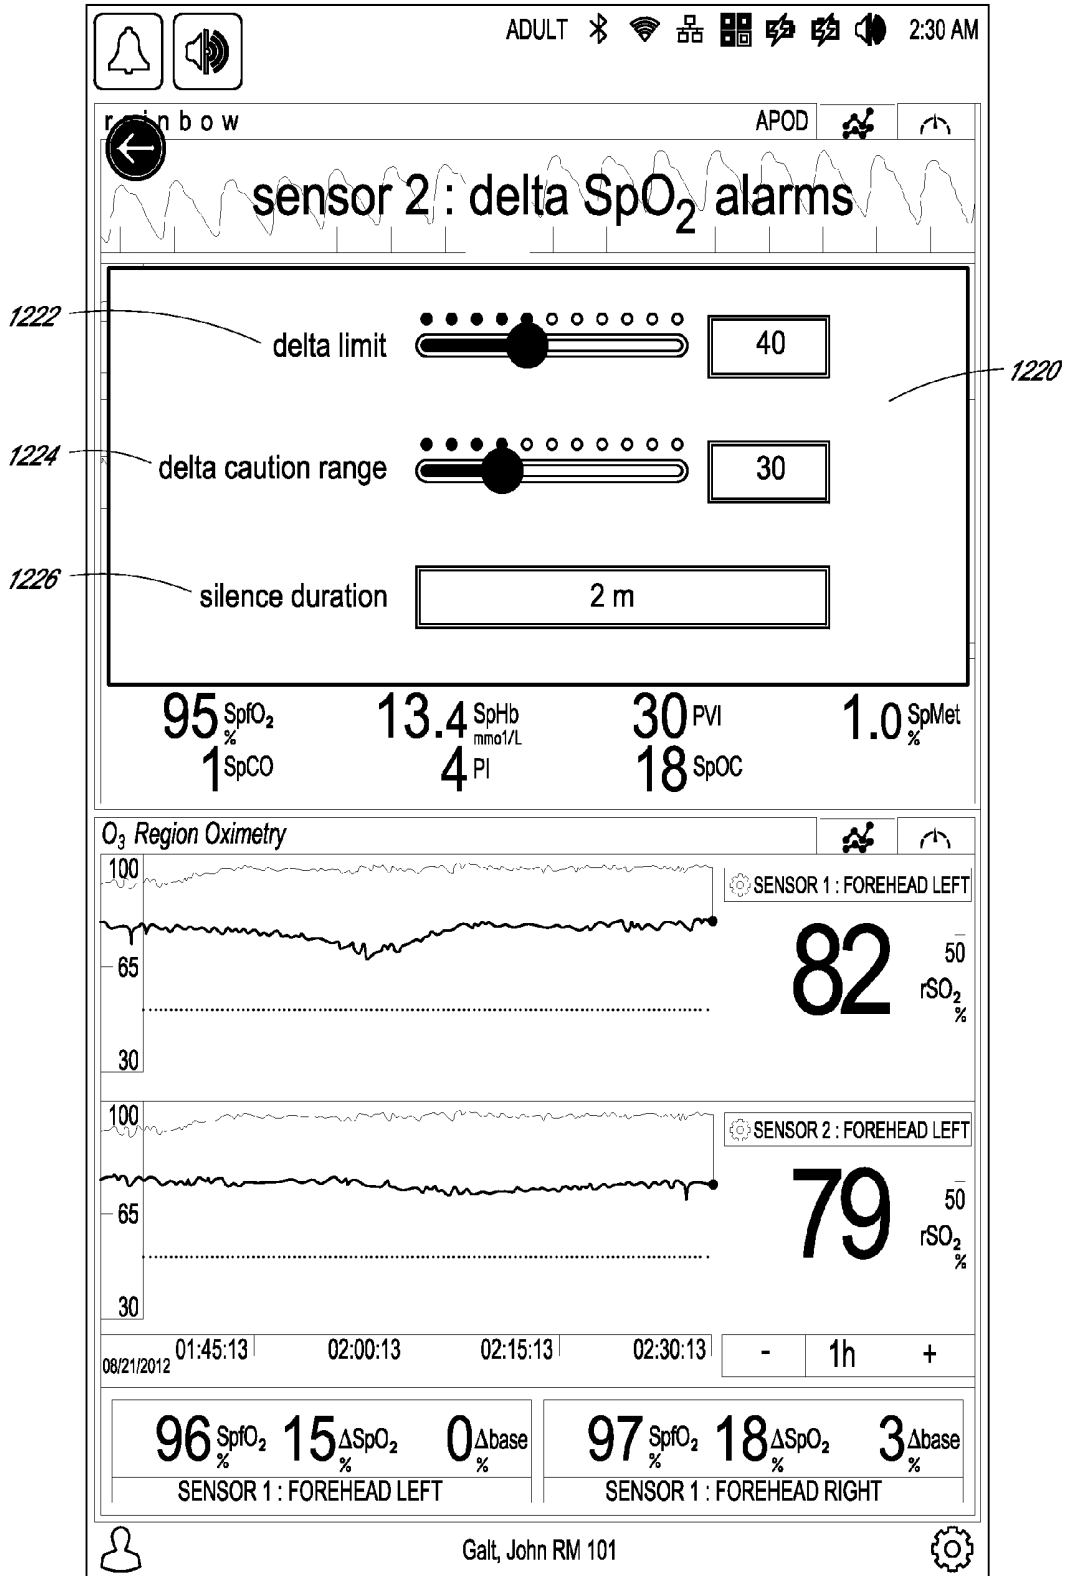 ADULT 2:30 AM
rainbow APOD
sensor 2 : delta SpO2 alarms
1222 delta limit 40
1220
1224 delta caution range 30
1226 silence duration 2 m
95 SpfO2 % 13.4 SpHb mmo1/L 30 PVI 1.0 SpMet %
1 SpCO 4 PI 18 SpOC
O3 Region Oximetry
100 SENSOR 1 : FOREHEAD LEFT
65 82 50 rSO2 %
30
100 SENSOR 2 : FOREHEAD LEFT
65 79 50 rSO2 %
30
08/21/2012 01:45:13 02:00:13 02:15:13 02:30:13 - 1h +
96 SpfO2 % 15 ΔSpO2 % 0 Δbase % 97 SpfO2 % 18 ΔSpO2 % 3 Δbase %
SENSOR 1 : FOREHEAD LEFT SENSOR 1 : FOREHEAD RIGHT
Galt, John RM 101